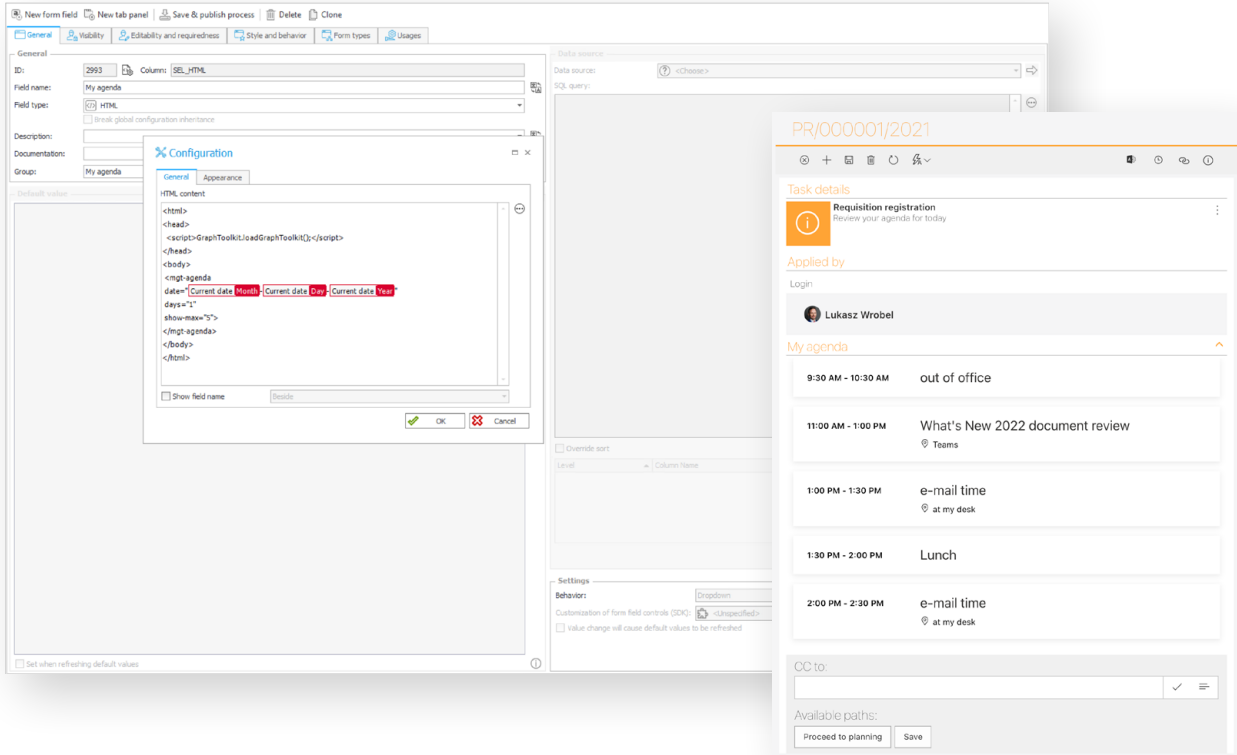 New form field New tab panel Save & publish process Delete Clone
General Visibility Editability and requiredness Style and behavior Form types Usages
General
ID: 2993 Column: SEL_HTML
Field name: My agenda
Field type: HTML
Break global configuration inheritance
Description:
Documentation:
Group: My agenda
Default value
Set when refreshing default values
Data source
Data source: <Choose>
SQL query:
Override sort
Level Column Name
Settings
Behavior: Dropdown
Customization of form field controls (SDK): <Unspecified>
Value change will cause default values to be refreshed
Configuration
General Appearance
HTML content
<html>
<head>
<script>GraphToolkit.loadGraphToolkit();</script>
</head>
<body>
<mgt-agenda
date="Current date Month-Current date Day-Current date Year"
days="1"
show-max="5">
</mgt-agenda>
</body>
</html>
Show field name Beside
OK Cancel
PR/000001/2021
Task details
Requisition registration
Review your agenda for today
Applied by
Login
Lukasz Wrobel
My agenda
9:30 AM - 10:30 AM out of office
11:00 AM - 1:00 PM What's New 2022 document review
Teams
1:00 PM - 1:30 PM e-mail time
at my desk
1:30 PM - 2:00 PM Lunch
2:00 PM - 2:30 PM e-mail time
at my desk
CC to:
Available paths:
Proceed to planning Save